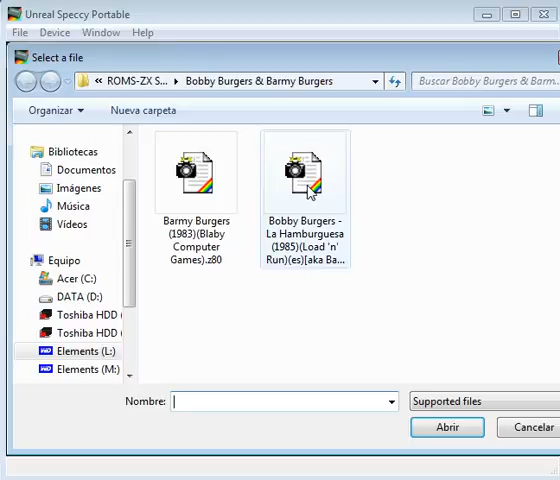 Unreal Speccy Portable
File Device Window Help
Select a file
« ROMS-ZX S... Bobby Burgers & Barmy Burgers
Buscar Bobby Burgers & Barm...
Organizar Nueva carpeta
Bibliotecas
Documentos
Imágenes
Música
Vídeos
Equipo
Acer (C:)
DATA (D:)
Toshiba HDD (
Toshiba HDD (
Elements (L:)
Elements (M:)
Barmy Burgers
(1983)(Blaby
Computer
Games).z80
Bobby Burgers -
La Hamburguesa
(1985)(Load 'n'
Run)(es)[aka Ba...
Nombre:
Supported files
Abrir
Cancelar